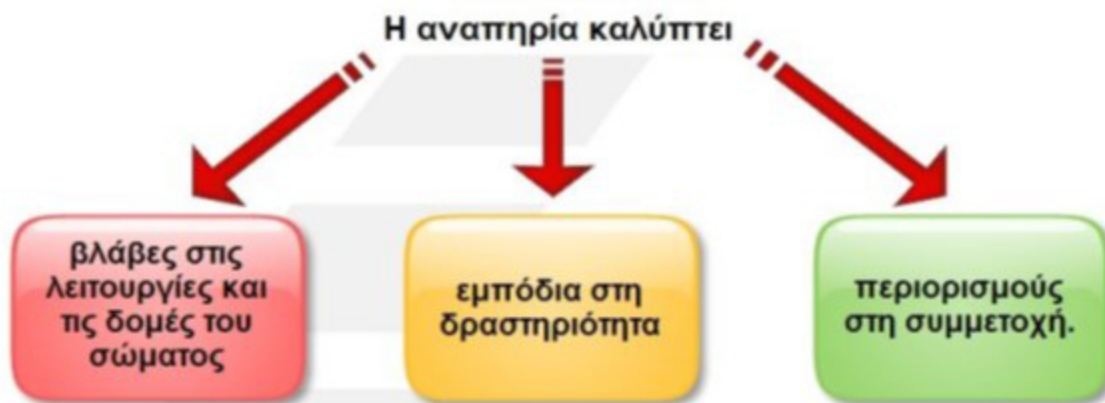 Η αναπηρία καλύπτει
βλάβες στις
λειτουργίες και
τις δομές του
σώματος
εμπόδια στη
δραστηριότητα
περιορισμούς
στη συμμετοχή.